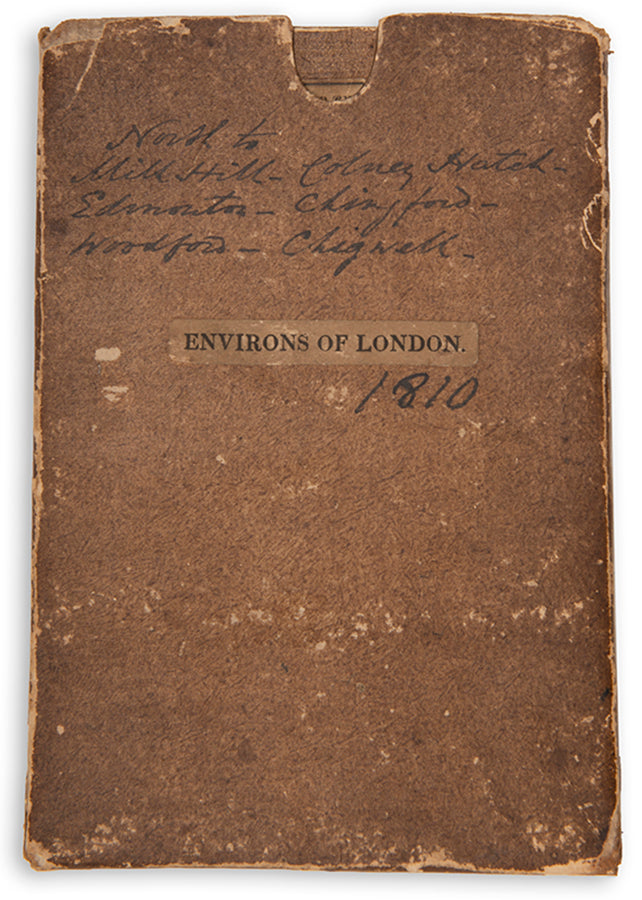 North to
Mill Hill - Colney Hatch -
Edmonton - Chingford -
Woodford - Chigwell -
ENVIRONS OF LONDON.
1810